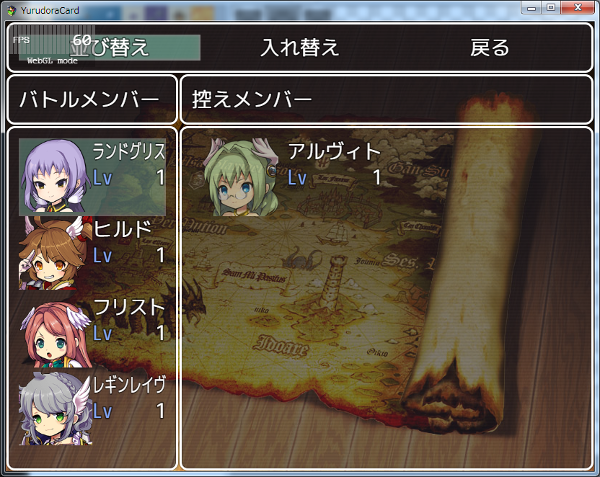 YurudoraCard
FPS 60
WebGL mode
並び替え 入れ替え 戻る
バトルメンバー 控えメンバー
ランドグリス
Lv 1
アルヴィト
Lv 1
ヒルド
Lv 1
フリスト
Lv 1
レギンレイヴ
Lv 1
Idoare